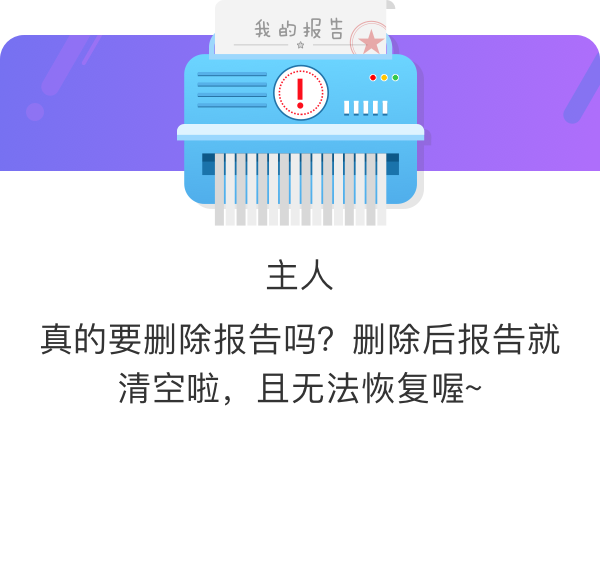 我的报告
主人
真的要删除报告吗？删除后报告就
清空啦，且无法恢复喔~